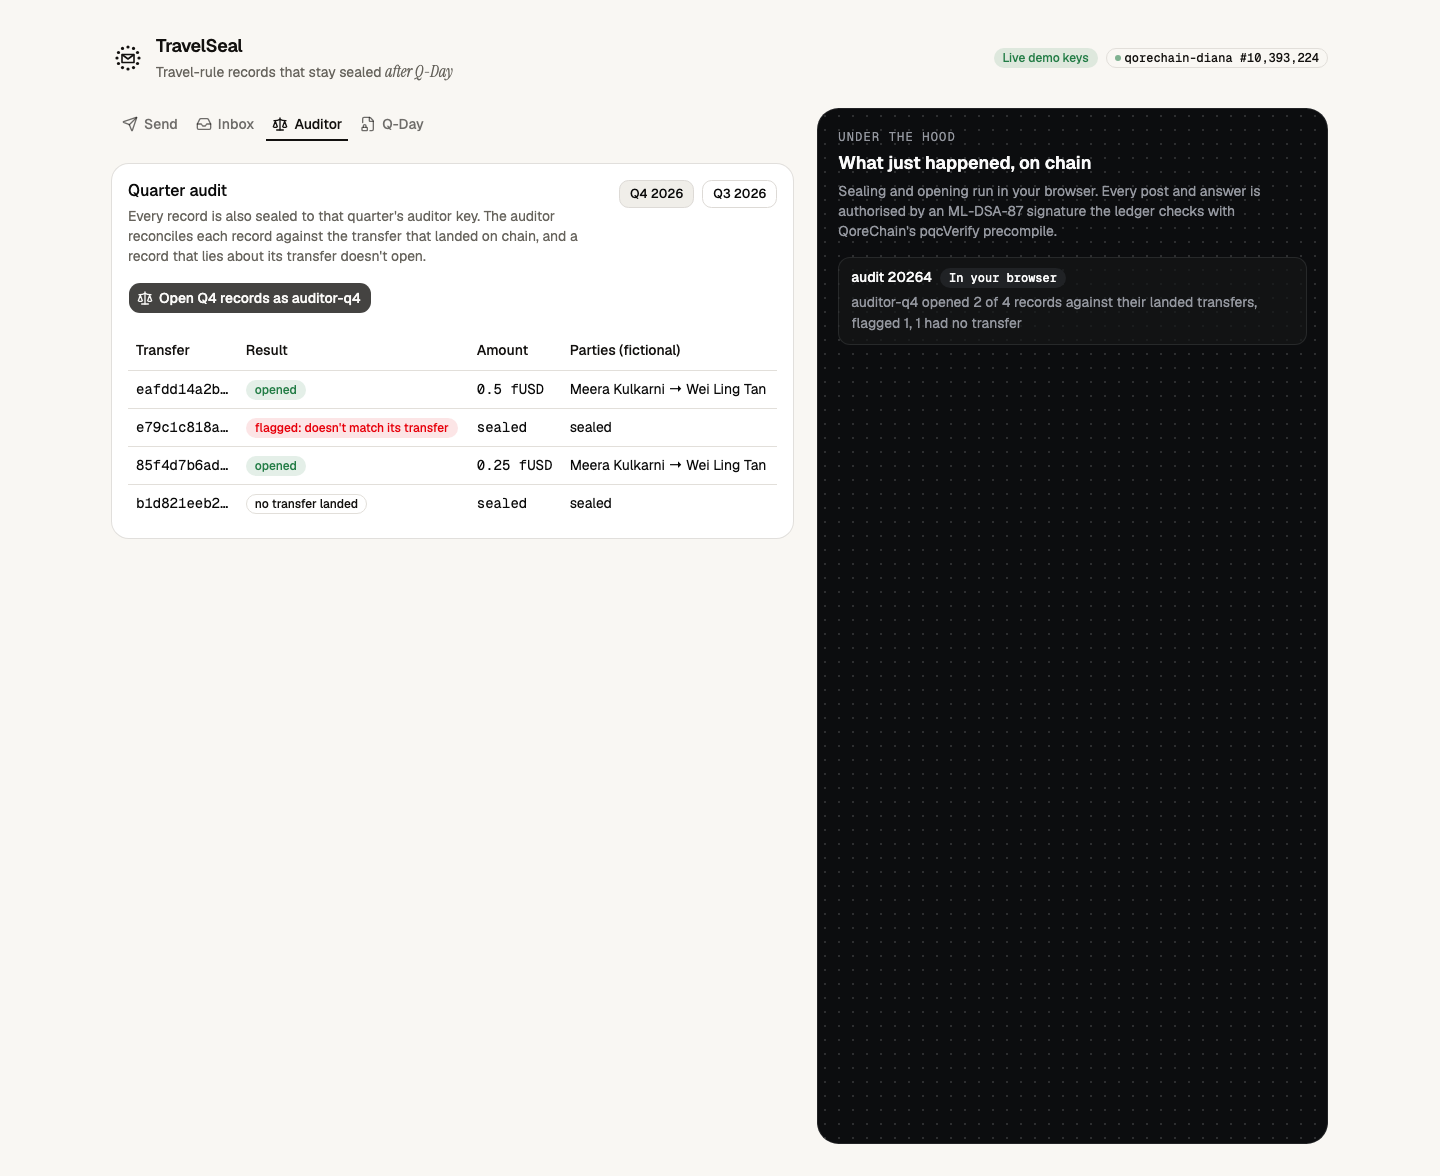 TravelSeal
Travel-rule records that stay sealed after Q-Day
Live demo keys
qorechain-diana #10,393,224
Send
Inbox
Auditor
Q-Day
Quarter audit
Q4 2026
Q3 2026
Every record is also sealed to that quarter's auditor key. The auditor
reconciles each record against the transfer that landed on chain, and a
record that lies about its transfer doesn't open.
Open Q4 records as auditor-q4
Transfer Result Amount Parties (fictional)
eafdd14a2b… opened 0.5 fUSD Meera Kulkarni → Wei Ling Tan
e79c1c818a… flagged: doesn't match its transfer sealed sealed
85f4d7b6ad… opened 0.25 fUSD Meera Kulkarni → Wei Ling Tan
b1d821eeb2… no transfer landed sealed sealed
UNDER THE HOOD
What just happened, on chain
Sealing and opening run in your browser. Every post and answer is
authorised by an ML-DSA-87 signature the ledger checks with
QoreChain's pqcVerify precompile.
audit 20264 In your browser
auditor-q4 opened 2 of 4 records against their landed transfers,
flagged 1, 1 had no transfer